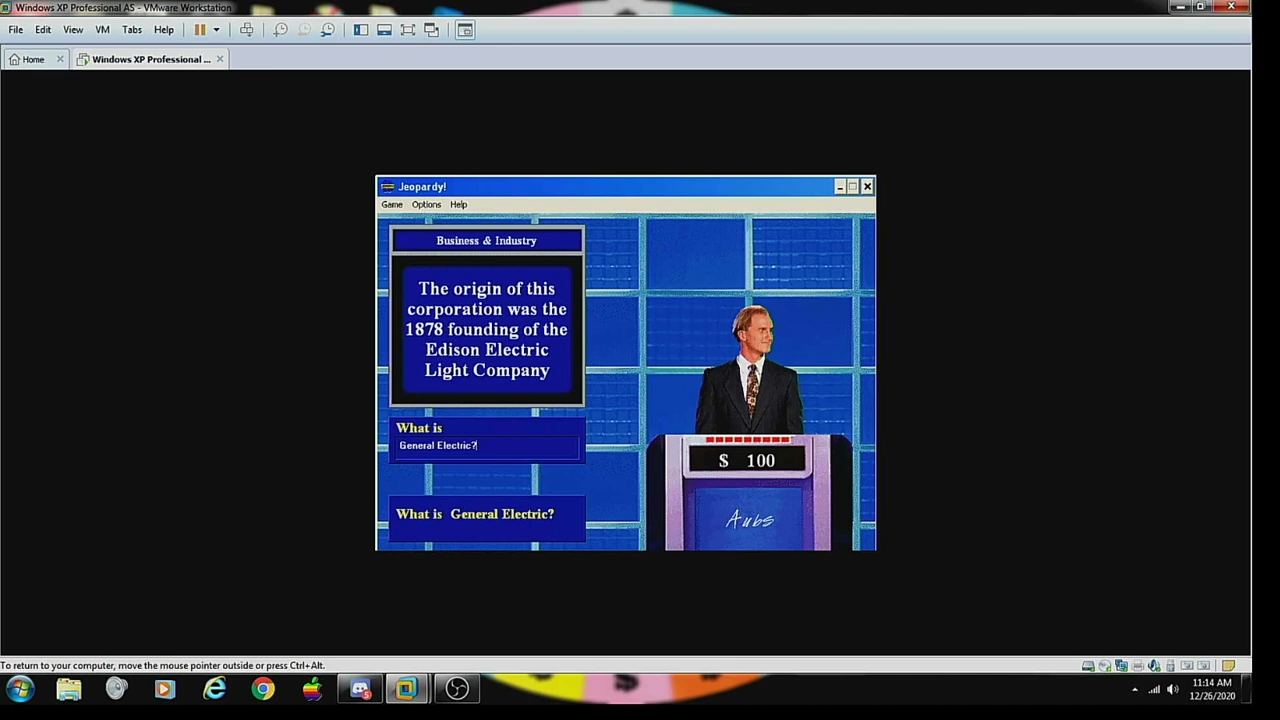 Windows XP Professional AS - VMware Workstation
File Edit View VM Tabs Help
Home
Windows XP Professional ...
Jeopardy!
Game Options Help
Business & Industry
The origin of this
corporation was the
1878 founding of the
Edison Electric
Light Company
What is
General Electric?
What is General Electric?
$ 100
Aubs
To return to your computer, move the mouse pointer outside or press Ctrl+Alt.
5
11:14 AM
12/26/2020